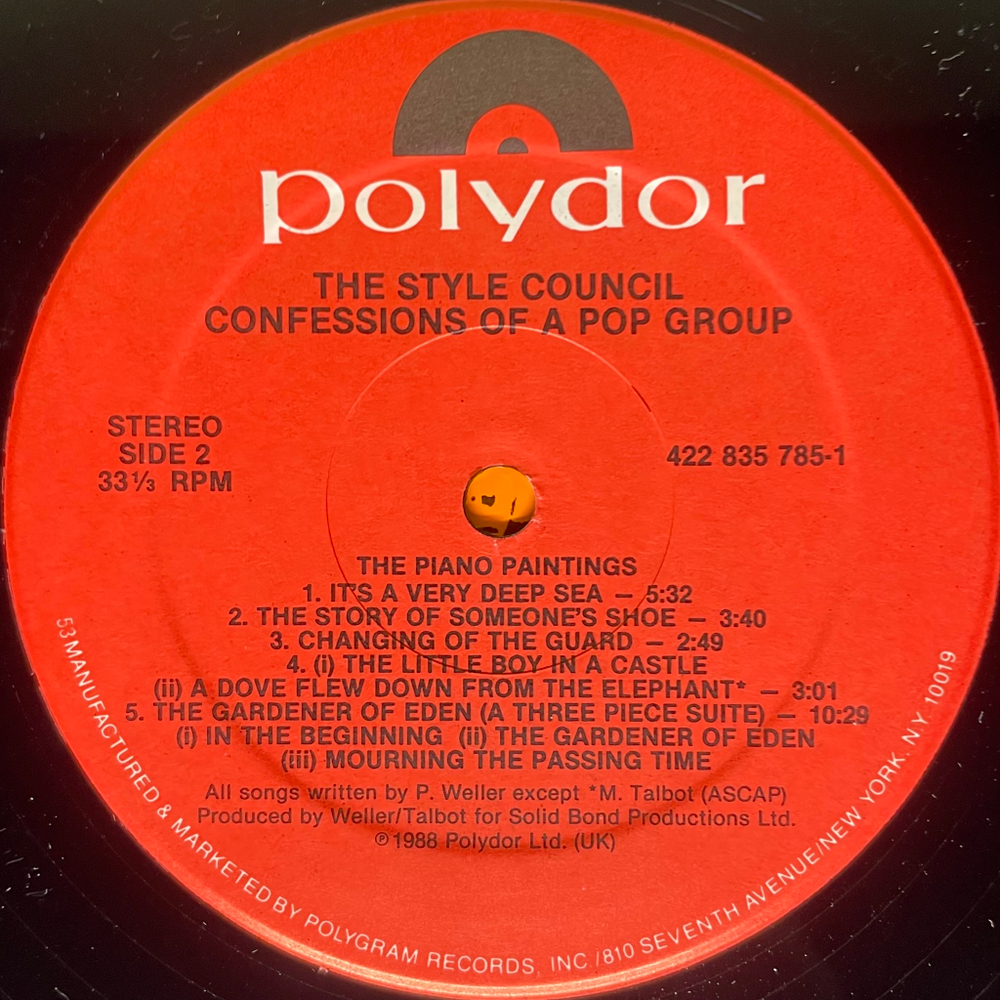 polydor
THE STYLE COUNCIL
CONFESSIONS OF A POP GROUP
STEREO
SIDE 2
33⅓ RPM
422 835 785-1
THE PIANO PAINTINGS
1. IT'S A VERY DEEP SEA — 5:32
2. THE STORY OF SOMEONE'S SHOE — 3:40
3. CHANGING OF THE GUARD — 2:49
4. (i) THE LITTLE BOY IN A CASTLE
(ii) A DOVE FLEW DOWN FROM THE ELEPHANT* — 3:01
5. THE GARDENER OF EDEN (A THREE PIECE SUITE) — 10:29
(i) IN THE BEGINNING (ii) THE GARDENER OF EDEN
(iii) MOURNING THE PASSING TIME
All songs written by P. Weller except *M. Talbot (ASCAP)
Produced by Weller/Talbot for Solid Bond Productions Ltd.
℗ 1988 Polydor Ltd. (UK)
53 MANUFACTURED & MARKETED BY POLYGRAM RECORDS, INC /810 SEVENTH AVENUE/NEW YORK. NY 10019